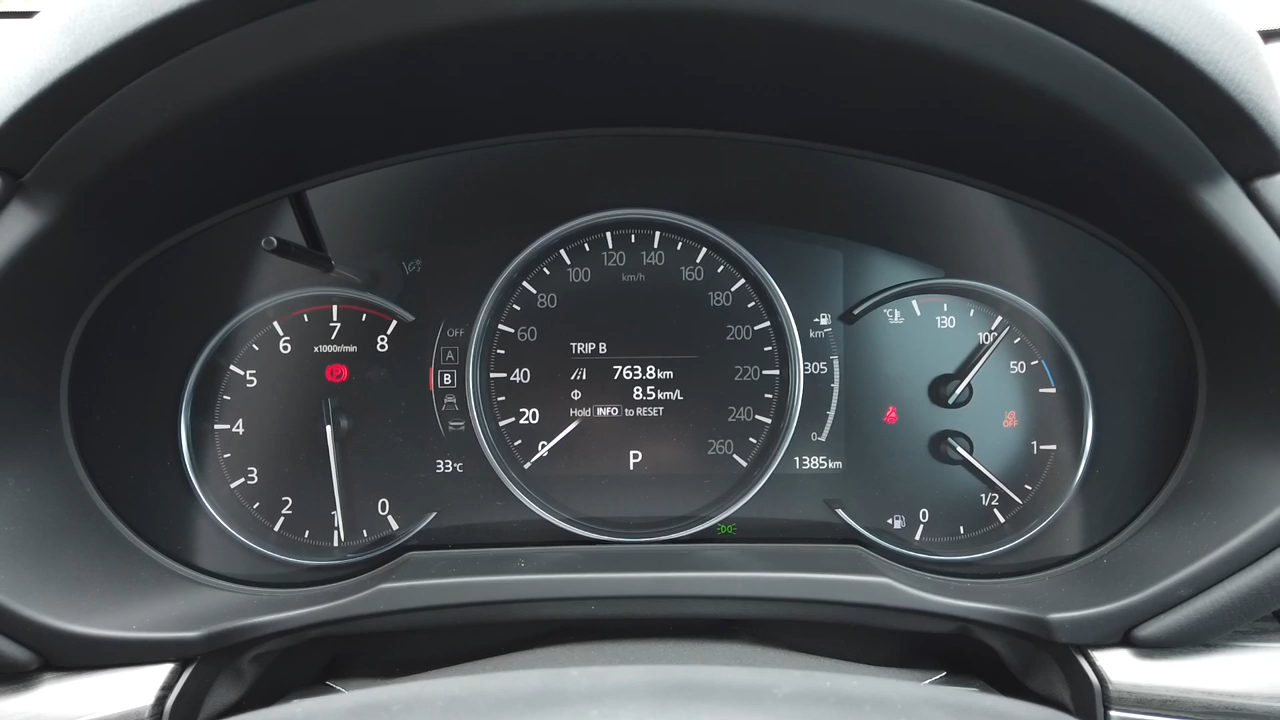 0
1
2
3
4
5
6
7
8
x1000r/min
OFF
A
B
33℃
0
20
40
60
80
100
120
140
160
180
200
220
240
260
km/h
TRIP B
763.8km
8.5km/L
Hold INFO to RESET
P
km
305
0
1385km
℃
130
100
50
OFF
1
1/2
0